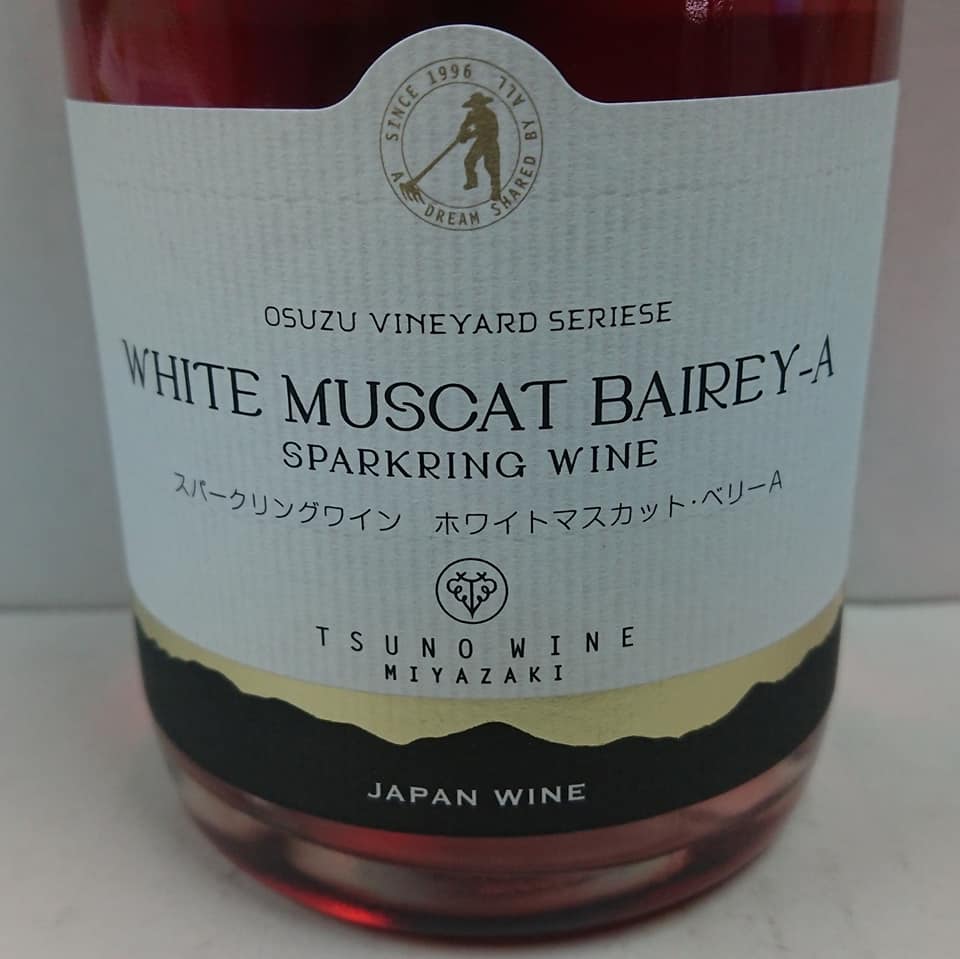 SINCE 1996 A DREAM SHARED BY ALL
OSUZU VINEYARD SERIESE
WHITE MUSCAT BAIREY-A
SPARKRING WINE
スパークリングワイン ホワイトマスカット・ベリーA
TSUNO WINE
MIYAZAKI
JAPAN WINE